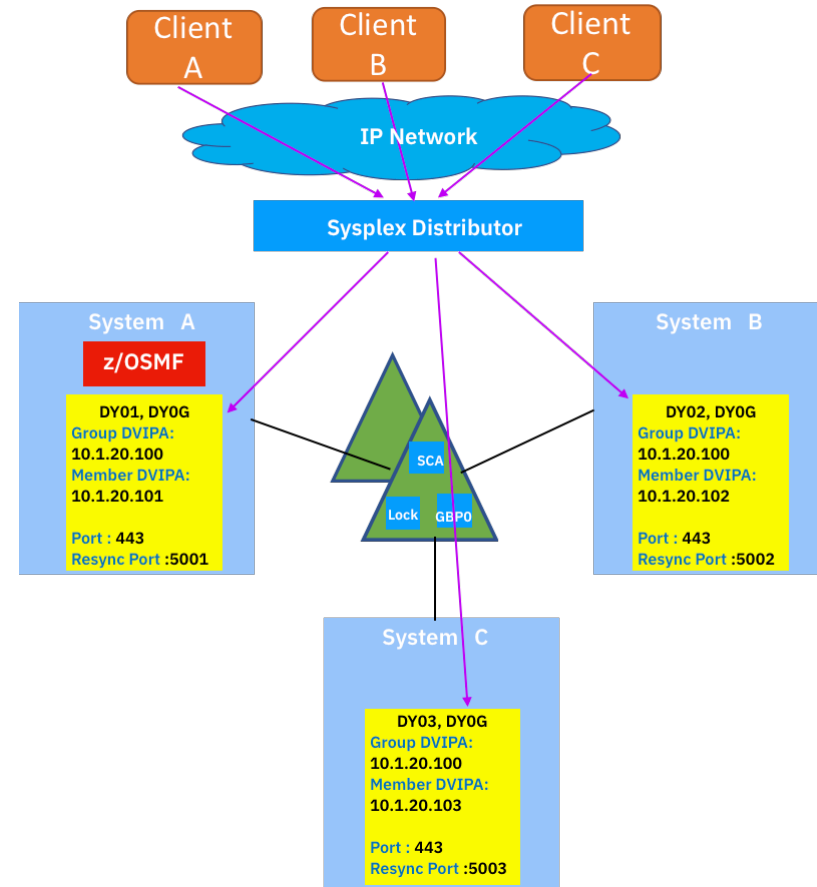 Client
A
Client
B
Client
C
IP Network
Sysplex Distributor
System A
z/OSMF
DY01, DY0G
Group DVIPA:
10.1.20.100
Member DVIPA:
10.1.20.101
Port : 443
Resync Port :5001
System B
DY02, DY0G
Group DVIPA:
10.1.20.100
Member DVIPA:
10.1.20.102
Port : 443
Resync Port :5002
SCA
Lock
GBP0
System C
DY03, DY0G
Group DVIPA:
10.1.20.100
Member DVIPA:
10.1.20.103
Port : 443
Resync Port :5003